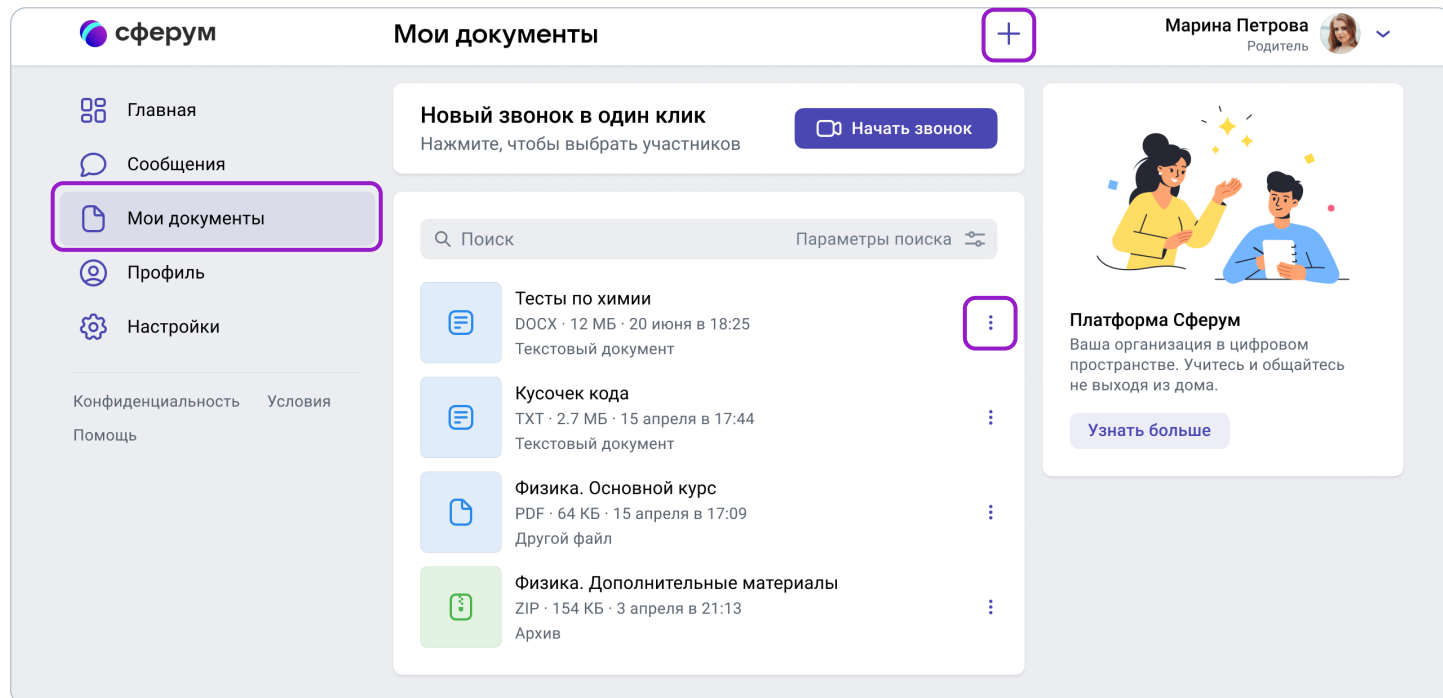 сферум
Мои документы
Марина Петрова
Родитель
Главная
Сообщения
Мои документы
Профиль
Настройки
Конфиденциальность Условия
Помощь
Новый звонок в один клик
Нажмите, чтобы выбрать участников
Начать звонок
Поиск
Параметры поиска
Тесты по химии
DOCX · 12 МБ · 20 июня в 18:25
Текстовый документ
Кусочек кода
TXT · 2.7 МБ · 15 апреля в 17:44
Текстовый документ
Физика. Основной курс
PDF · 64 КБ · 15 апреля в 17:09
Другой файл
Физика. Дополнительные материалы
ZIP · 154 КБ · 3 апреля в 21:13
Архив
Платформа Сферум
Ваша организация в цифровом
пространстве. Учитесь и общайтесь
не выходя из дома.
Узнать больше